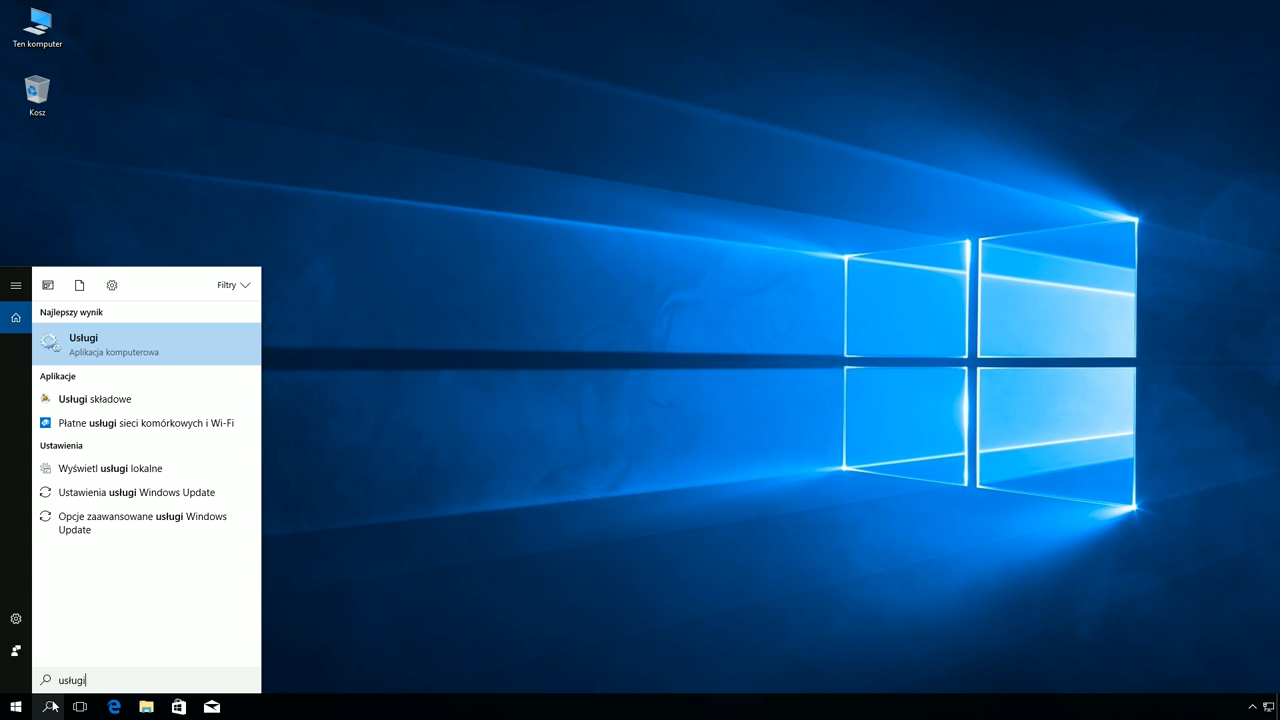 Ten komputer
Kosz
Filtry
Najlepszy wynik
Usługi
Aplikacja komputerowa
Aplikacje
Usługi składowe
Płatne usługi sieci komórkowych i Wi-Fi
Ustawienia
Wyświetl usługi lokalne
Ustawienia usługi Windows Update
Opcje zaawansowane usługi Windows
Update
usługi